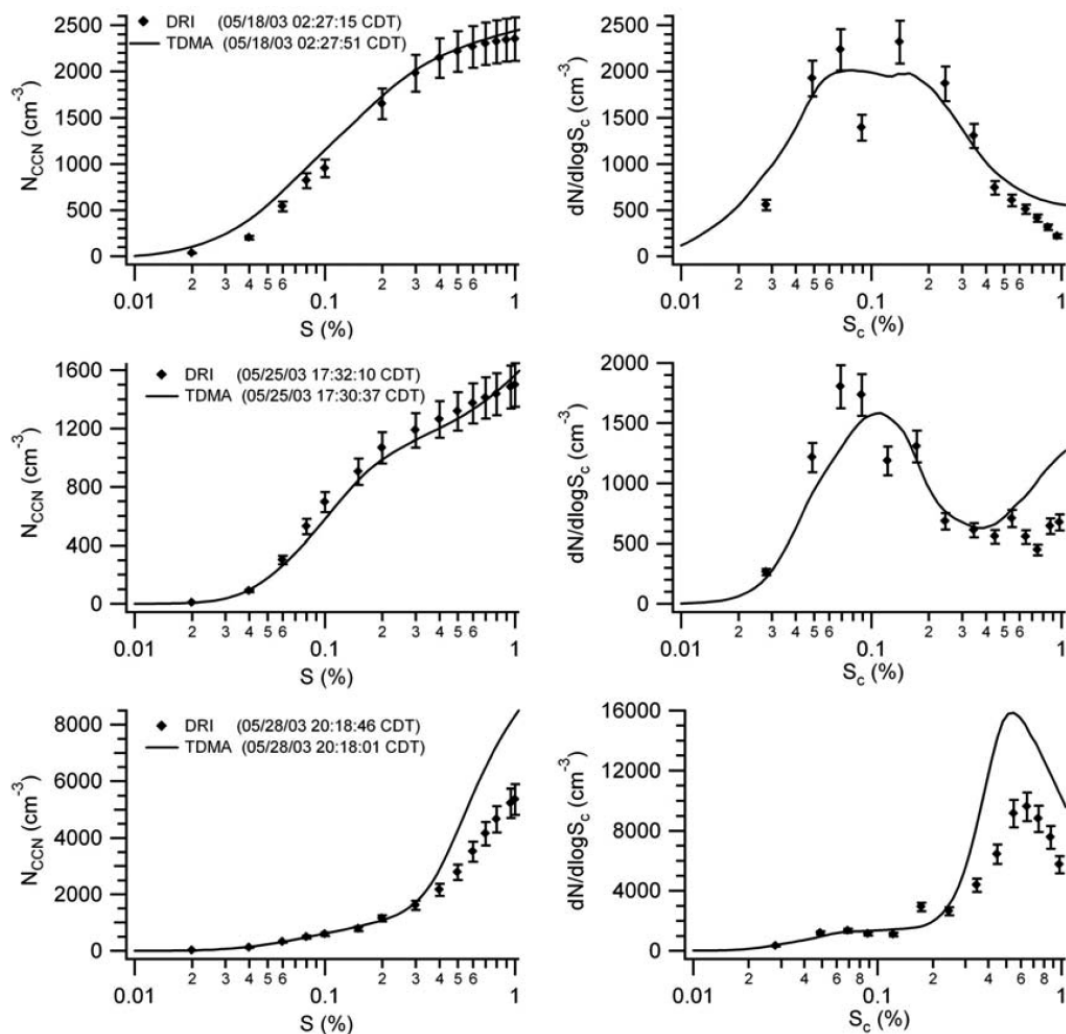 2500
2000
1500
1000
500
0
N_CCN (cm⁻³)
DRI (05/18/03 02:27:15 CDT)
TDMA (05/18/03 02:27:51 CDT)
0.01 2 3 4 5 6 0.1 2 3 4 5 6 1
S (%)
2500
2000
1500
1000
500
0
dN/dlogS_c (cm⁻³)
0.01 2 3 4 5 6 0.1 2 3 4 5 6 1
S_c (%)
1600
1200
800
400
0
N_CCN (cm⁻³)
DRI (05/25/03 17:32:10 CDT)
TDMA (05/25/03 17:30:37 CDT)
0.01 2 3 4 5 6 0.1 2 3 4 5 6 1
S (%)
2000
1500
1000
500
0
dN/dlogS_c (cm⁻³)
0.01 2 3 4 5 6 0.1 2 3 4 5 6 1
S_c (%)
8000
6000
4000
2000
0
N_CCN (cm⁻³)
DRI (05/28/03 20:18:46 CDT)
TDMA (05/28/03 20:18:01 CDT)
0.01 2 3 4 5 6 0.1 2 3 4 5 6 1
S (%)
16000
12000
8000
4000
0
dN/dlogS_c (cm⁻³)
0.01 2 3 4 5 6 8 0.1 2 3 4 5 6 8 1
S_c (%)